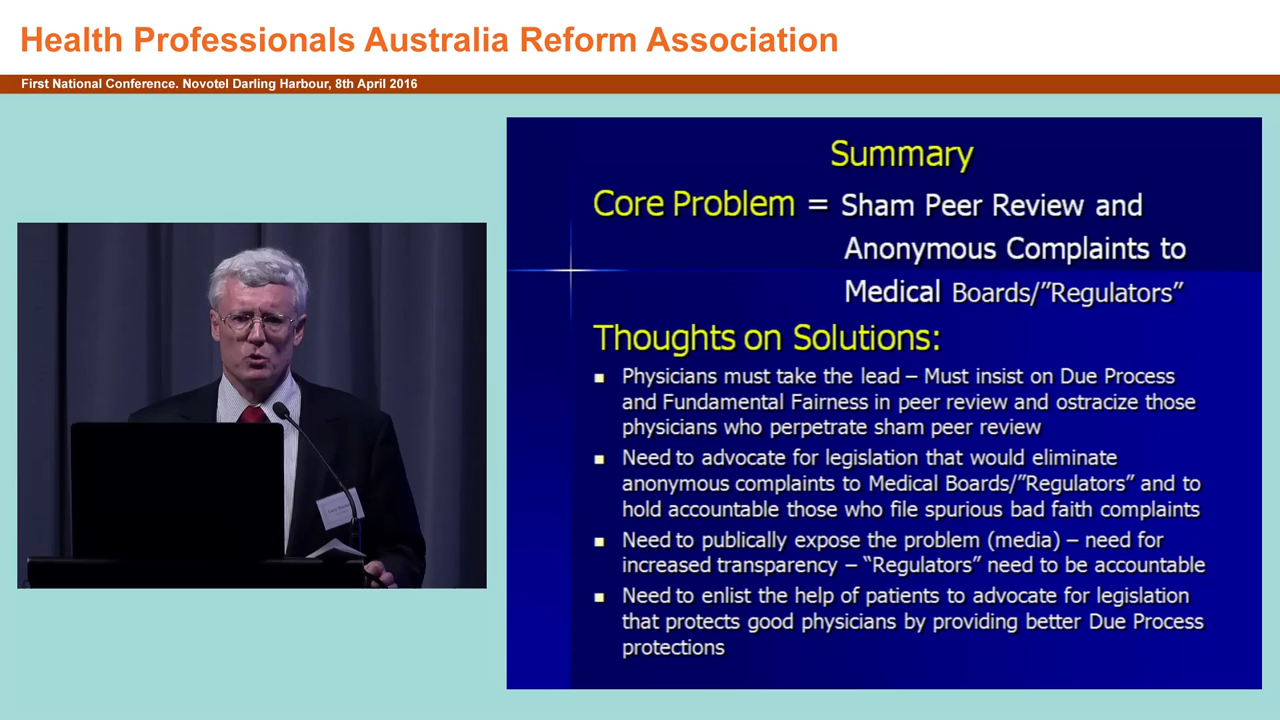 Health Professionals Australia Reform Association
First National Conference. Novotel Darling Harbour, 8th April 2016
Summary
Core Problem = Sham Peer Review and
Anonymous Complaints to
Medical Boards/”Regulators”
Thoughts on Solutions:
▪ Physicians must take the lead – Must insist on Due Process
and Fundamental Fairness in peer review and ostracize those
physicians who perpetrate sham peer review
▪ Need to advocate for legislation that would eliminate
anonymous complaints to Medical Boards/”Regulators” and to
hold accountable those who file spurious bad faith complaints
▪ Need to publically expose the problem (media) – need for
increased transparency – “Regulators” need to be accountable
▪ Need to enlist the help of patients to advocate for legislation
that protects good physicians by providing better Due Process
protections